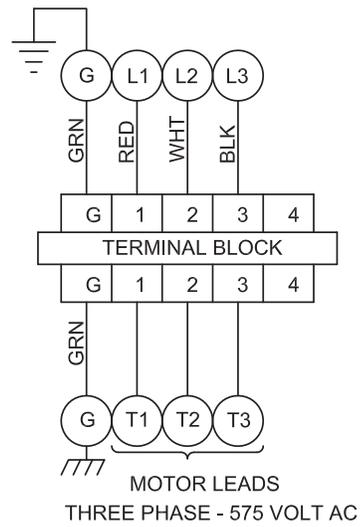 G L1 L2 L3
GRN RED WHT BLK
G 1 2 3 4
TERMINAL BLOCK
G 1 2 3 4
GRN
G T1 T2 T3
MOTOR LEADS
THREE PHASE - 575 VOLT AC